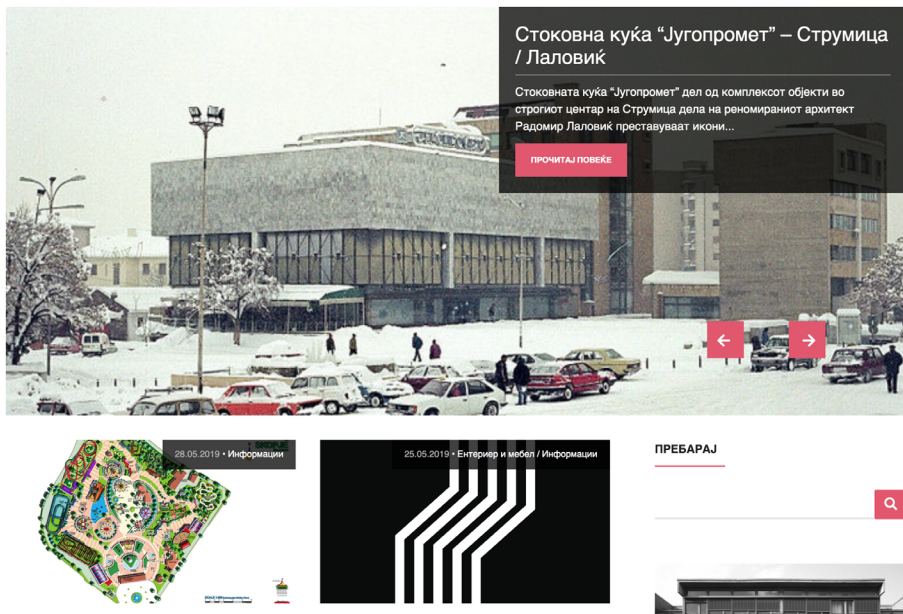 Стоковна куќа “Југопромет” – Струмица
/ Лаловиќ
Стоковната куќа “Југопромет” дел од комплексот објекти во
строгиот центар на Струмица дела на реномираниот архитект
Радомир Лаловиќ преставуваат икони...
ПРОЧИТАЈ ПОВЕЌЕ
28.05.2019 • Информации
25.05.2019 • Ентериер и мебел / Информации
ПРЕБАРАЈ